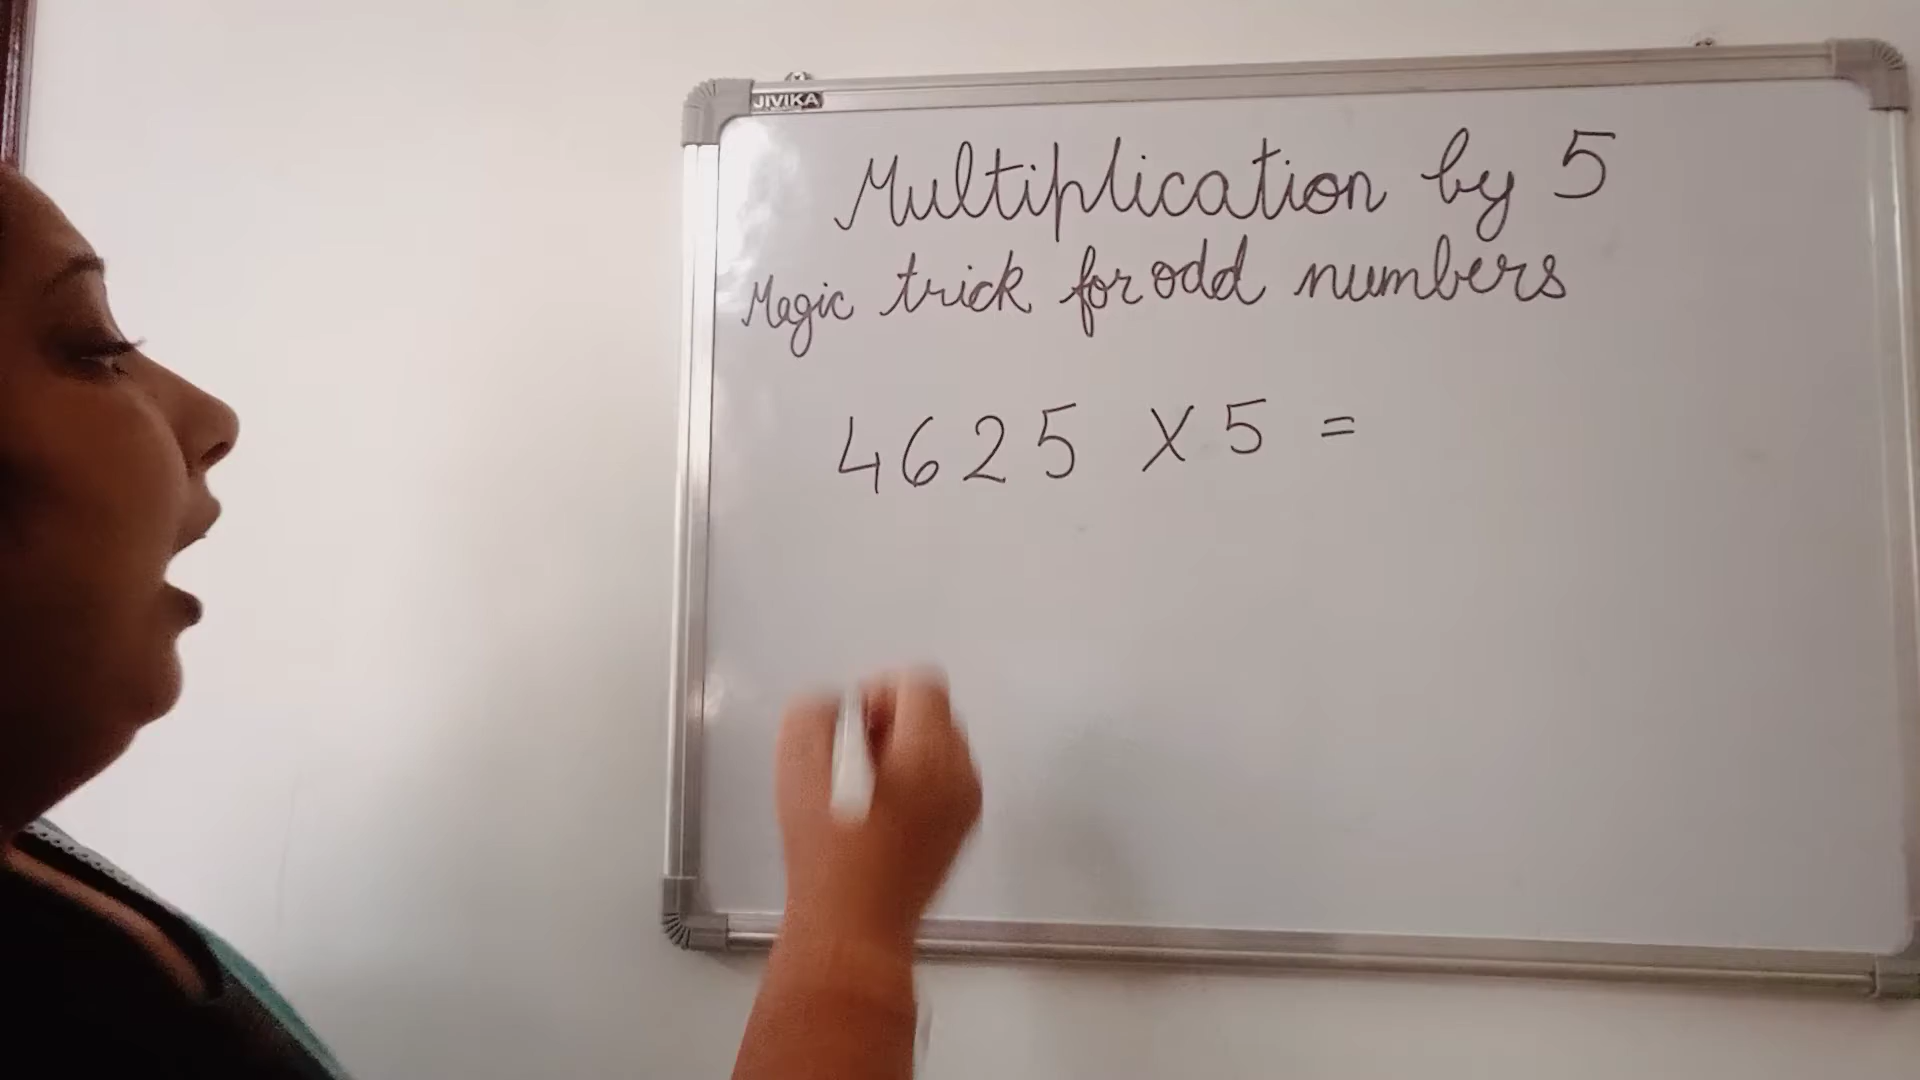 JIVIKA
Multiplication by 5
Magic trick for odd numbers
4625 X 5 =